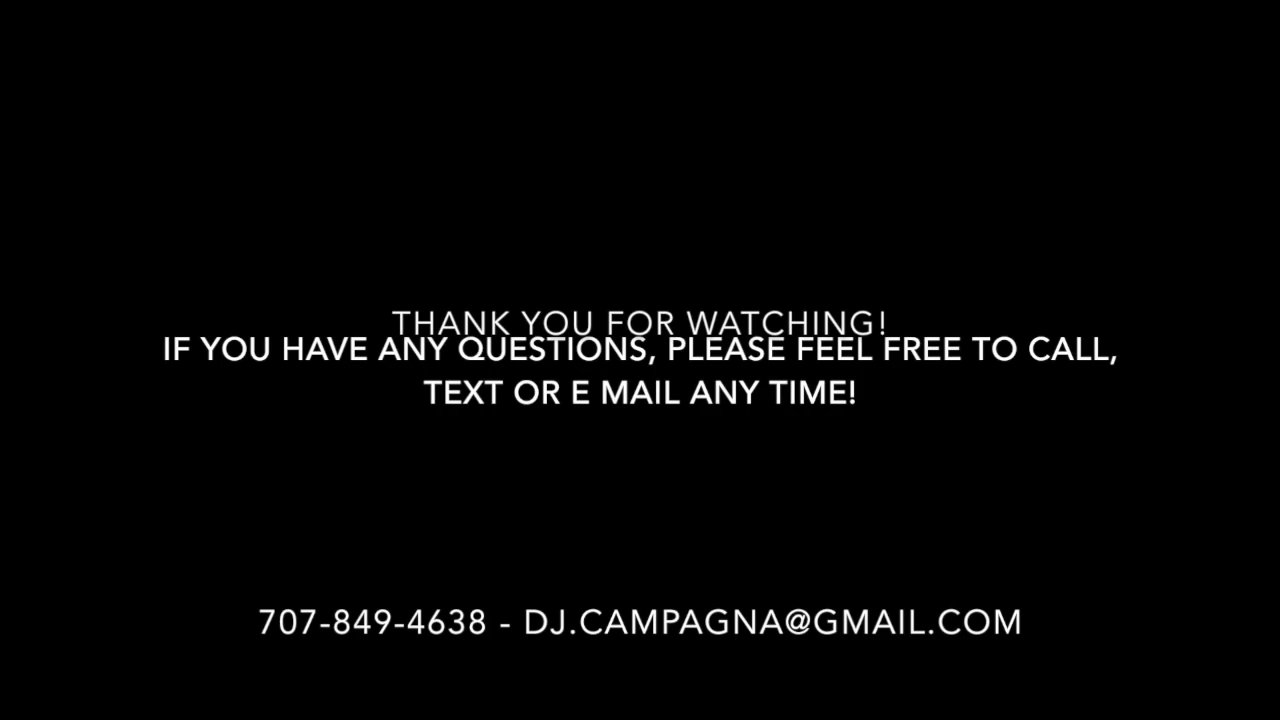 THANK YOU FOR WATCHING!
IF YOU HAVE ANY QUESTIONS, PLEASE FEEL FREE TO CALL,
TEXT OR E MAIL ANY TIME!
707-849-4638 - DJ.CAMPAGNA@GMAIL.COM